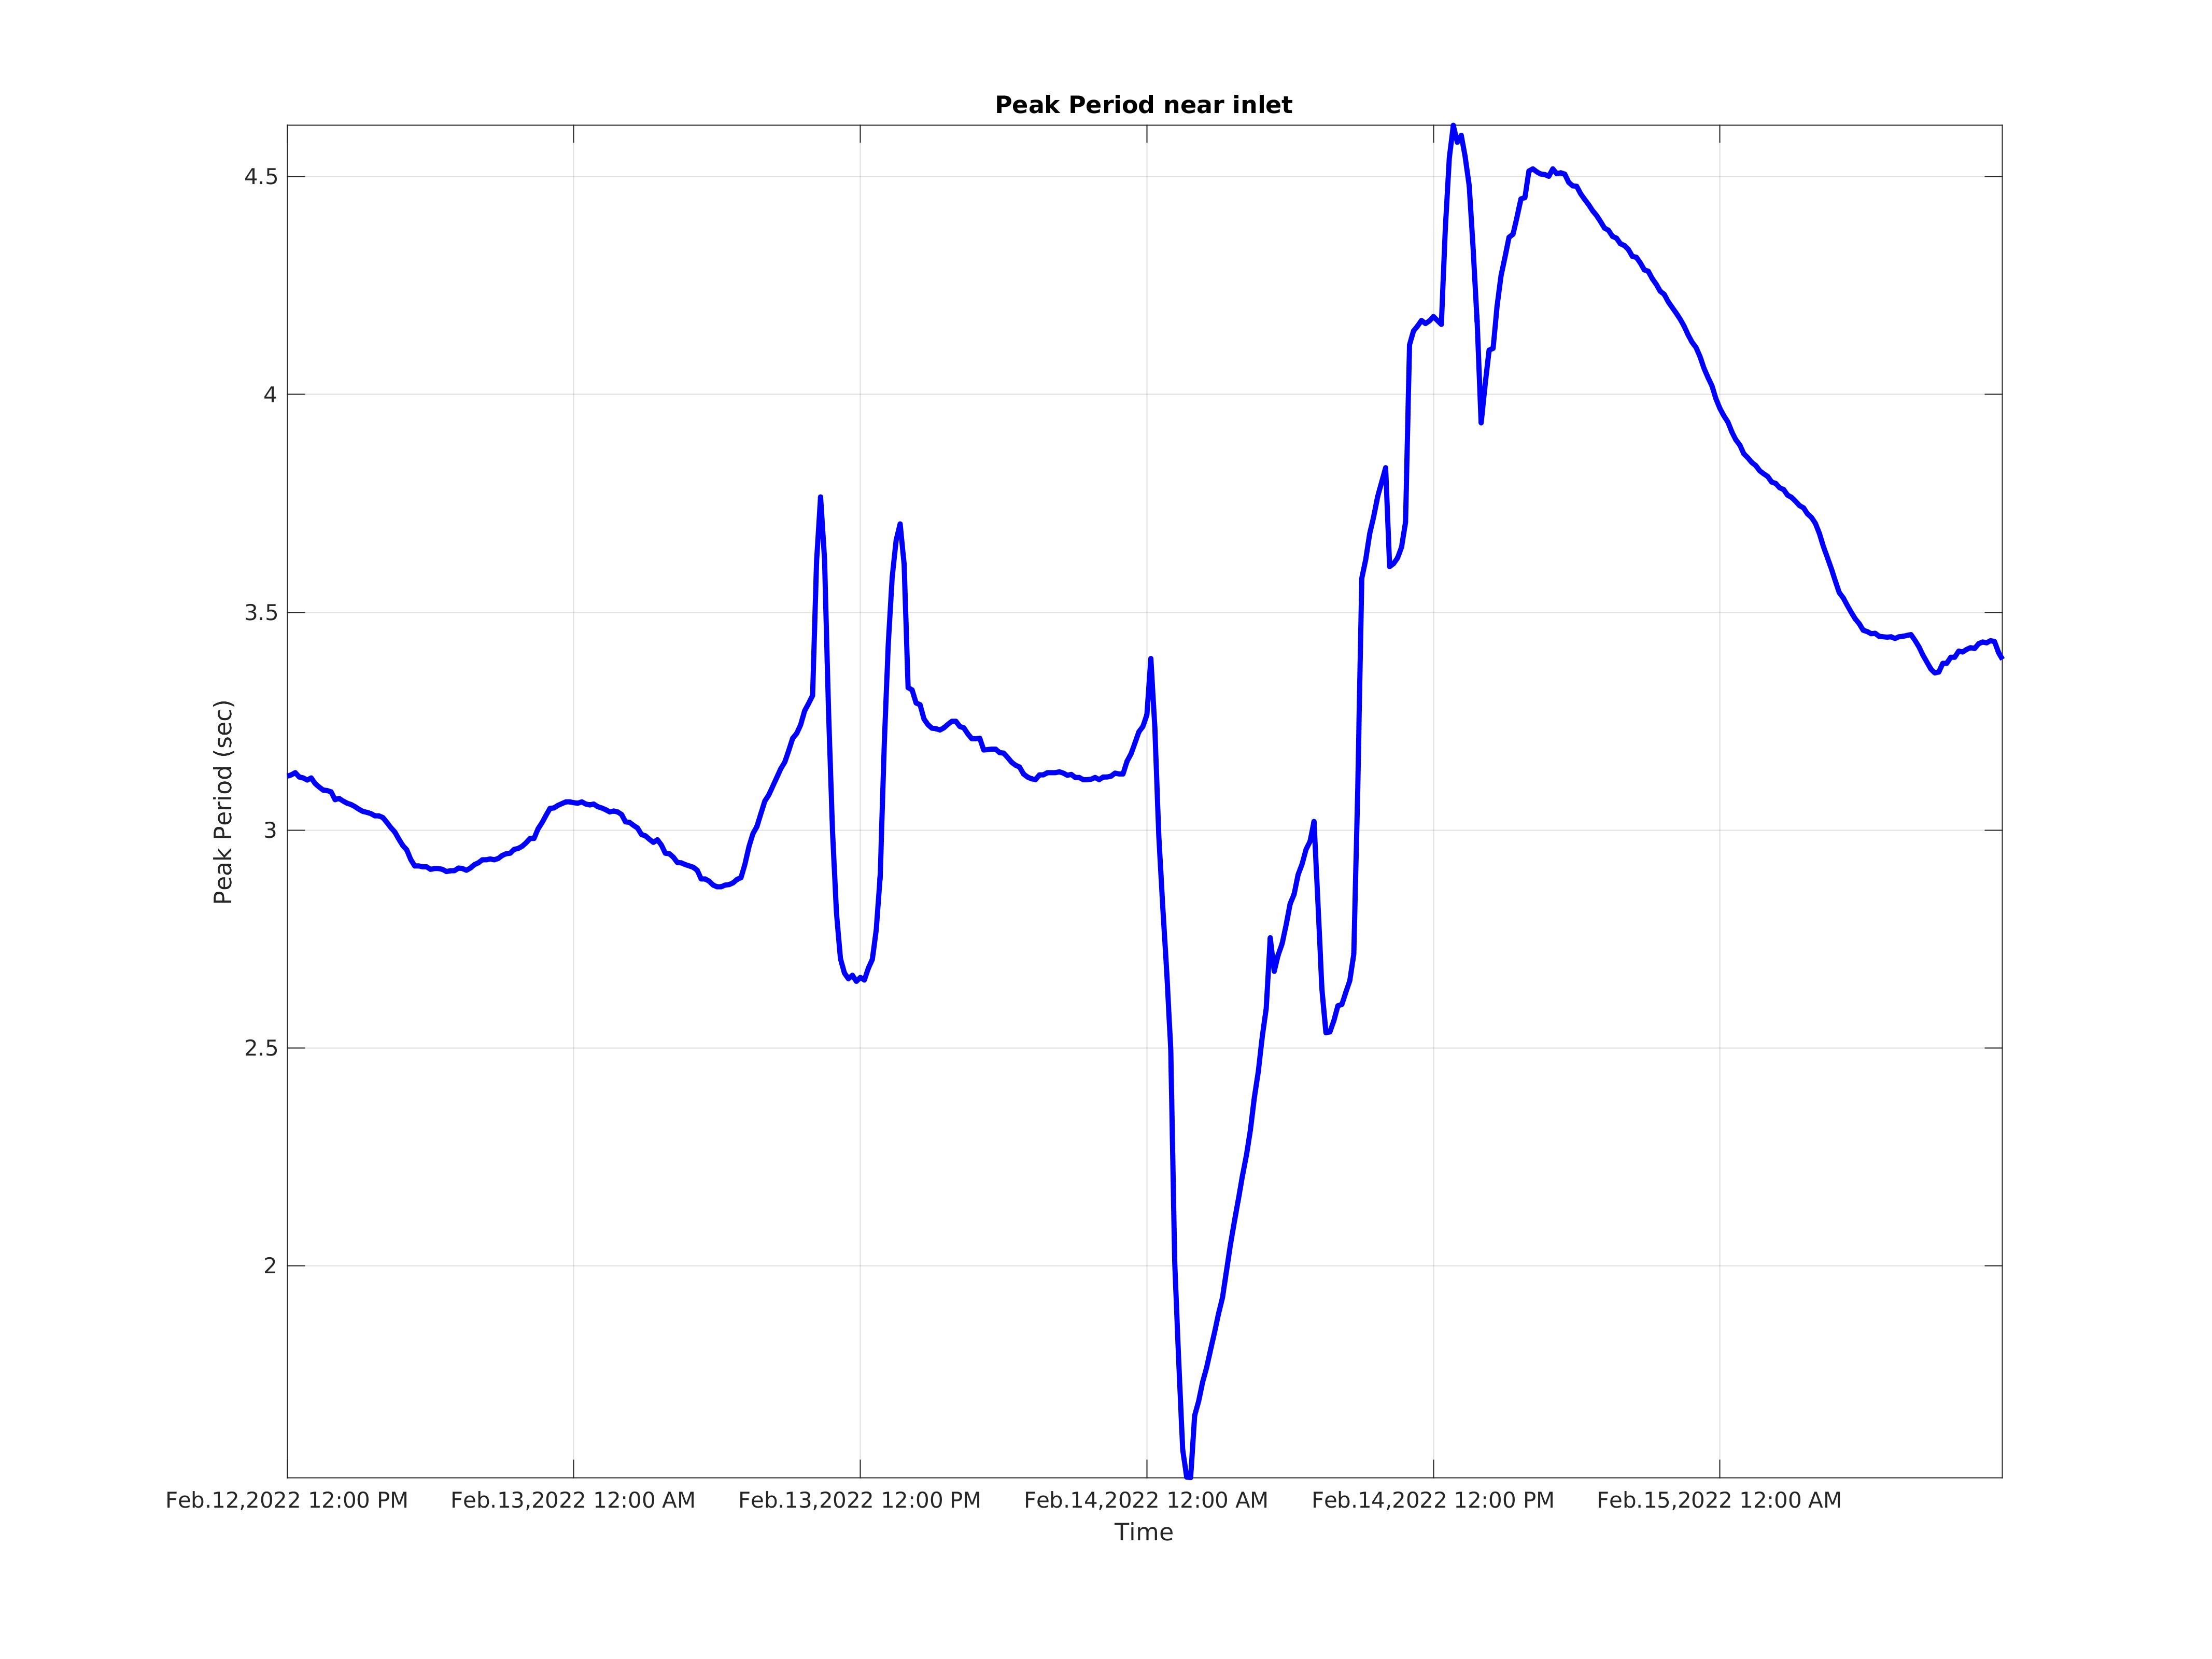 Peak Period near inlet
4.5
4
3.5
3
2.5
2
Peak Period (sec)
Feb.12,2022 12:00 PM
Feb.13,2022 12:00 AM
Feb.13,2022 12:00 PM
Feb.14,2022 12:00 AM
Feb.14,2022 12:00 PM
Feb.15,2022 12:00 AM
Time